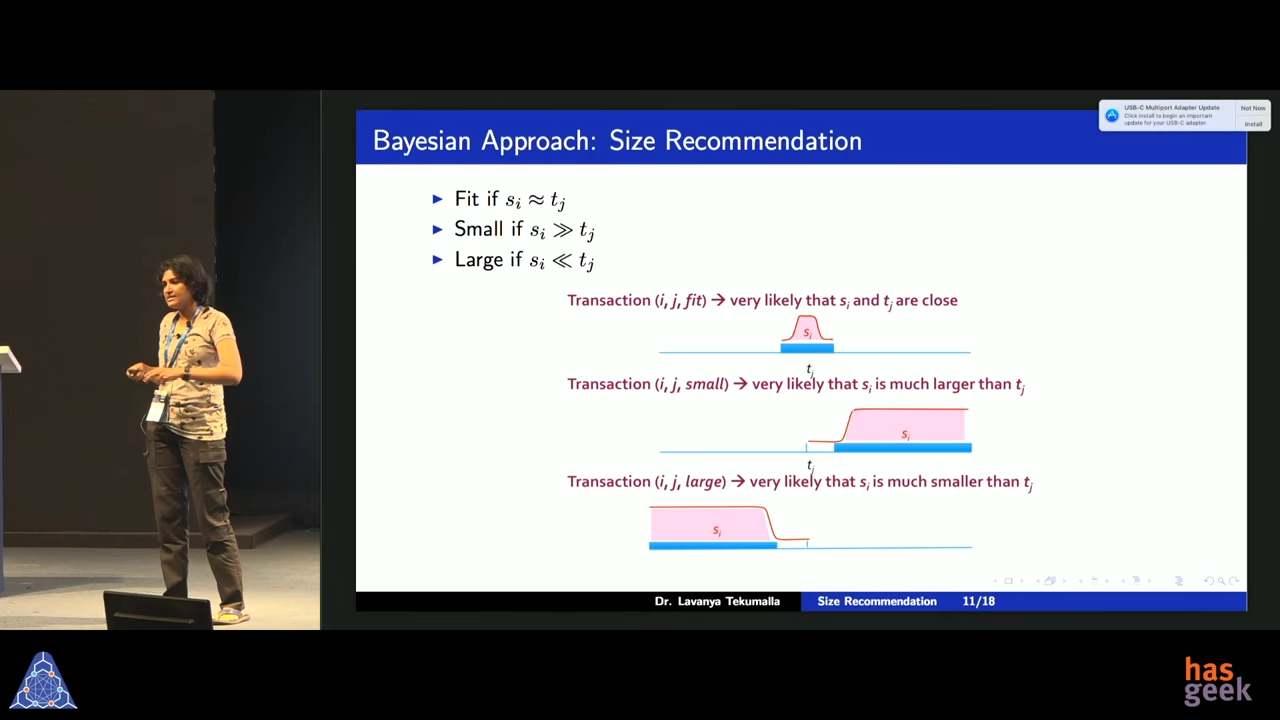 USB-C Multiport Adapter Update
Click Install to begin an important
update for your USB-C adapter.
Not Now
Install
Bayesian Approach: Size Recommendation
Fit if sᵢ ≈ tⱼ
Small if sᵢ ≫ tⱼ
Large if sᵢ ≪ tⱼ
Transaction (i, j, fit) → very likely that sᵢ and tⱼ are close
sᵢ
tⱼ
Transaction (i, j, small) → very likely that sᵢ is much larger than tⱼ
sᵢ
tⱼ
Transaction (i, j, large) → very likely that sᵢ is much smaller than tⱼ
sᵢ
Dr. Lavanya Tekumalla
Size Recommendation
11/18
has
geek